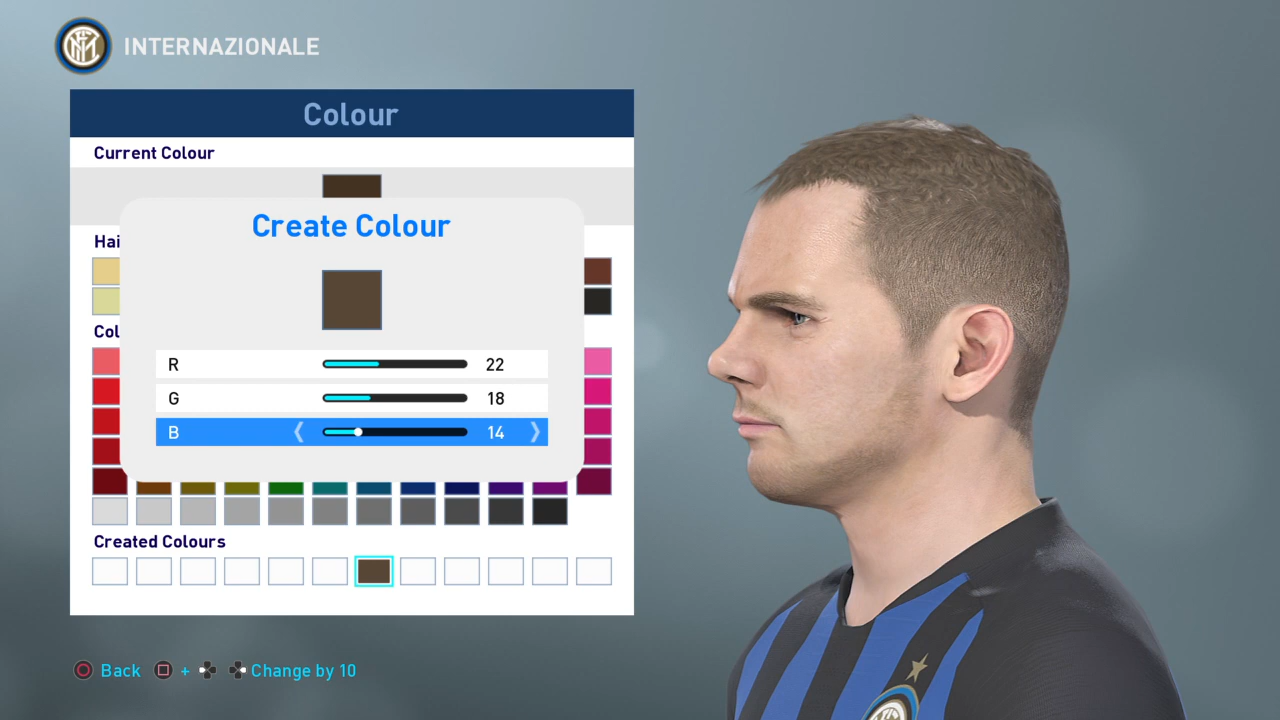 INTERNAZIONALE
Colour
Current Colour
Create Colour
Hai
Col
R 22
G 18
B 14
Created Colours
Back + Change by 10